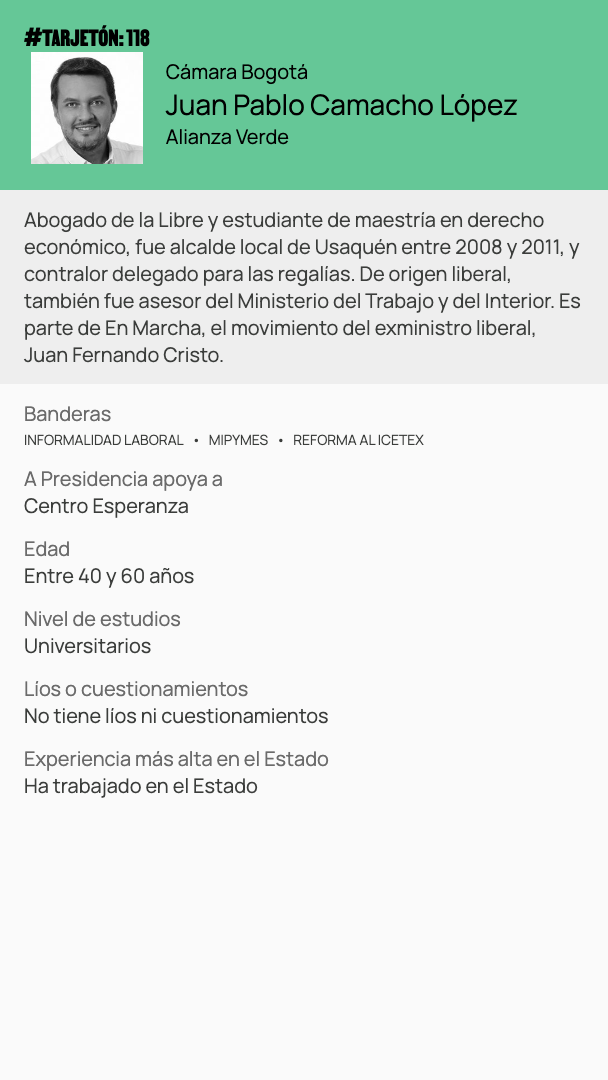 #TARJETÓN: 118
Cámara Bogotá
Juan Pablo Camacho López
Alianza Verde
Abogado de la Libre y estudiante de maestría en derecho
económico, fue alcalde local de Usaquén entre 2008 y 2011, y
contralor delegado para las regalías. De origen liberal,
también fue asesor del Ministerio del Trabajo y del Interior. Es
parte de En Marcha, el movimiento del exministro liberal,
Juan Fernando Cristo.
Banderas
INFORMALIDAD LABORAL • MIPYMES • REFORMA AL ICETEX
A Presidencia apoya a
Centro Esperanza
Edad
Entre 40 y 60 años
Nivel de estudios
Universitarios
Líos o cuestionamientos
No tiene líos ni cuestionamientos
Experiencia más alta en el Estado
Ha trabajado en el Estado